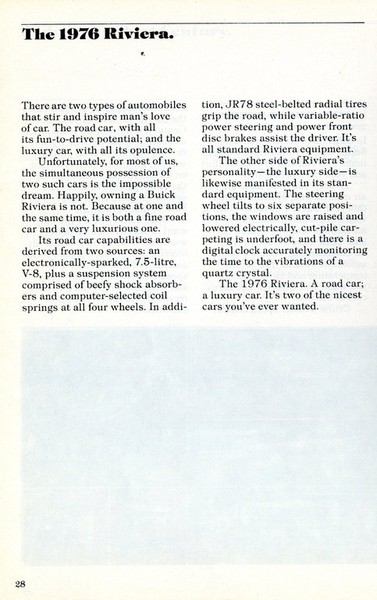 The 1976 Riviera.
There are two types of automobiles
that stir and inspire man's love
of car. The road car, with all
its fun-to-drive potential; and the
luxury car, with all its opulence.
Unfortunately, for most of us,
the simultaneous possession of
two such cars is the impossible
dream. Happily, owning a Buick
Riviera is not. Because at one and
the same time, it is both a fine road
car and a very luxurious one.
Its road car capabilities are
derived from two sources: an
electronically-sparked, 7.5-litre,
V-8, plus a suspension system
comprised of beefy shock absorb-
ers and computer-selected coil
springs at all four wheels. In addi-
tion, JR78 steel-belted radial tires
grip the road, while variable-ratio
power steering and power front
disc brakes assist the driver. It's
all standard Riviera equipment.
The other side of Riviera's
personality—the luxury side—is
likewise manifested in its stan-
dard equipment. The steering
wheel tilts to six separate posi-
tions, the windows are raised and
lowered electrically, cut-pile car-
peting is underfoot, and there is a
digital clock accurately monitoring
the time to the vibrations of a
quartz crystal.
The 1976 Riviera. A road car;
a luxury car. It's two of the nicest
cars you've ever wanted.
28